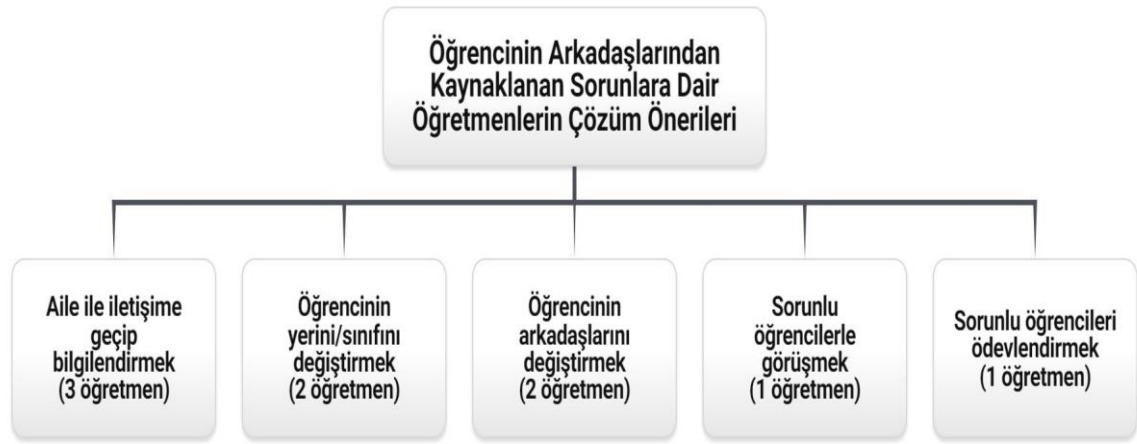 Öğrencinin Arkadaşlarından
Kaynaklanan Sorunlara Dair
Öğretmenlerin Çözüm Önerileri
Aile ile iletişime
geçip
bilgilendirmek
(3 öğretmen)
Öğrencinin
yerini/sınıfını
değiştirmek
(2 öğretmen)
Öğrencinin
arkadaşlarını
değiştirmek
(2 öğretmen)
Sorunlu
öğrencilerle
görüşmek
(1 öğretmen)
Sorunlu öğrencileri
ödevlendirmek
(1 öğretmen)